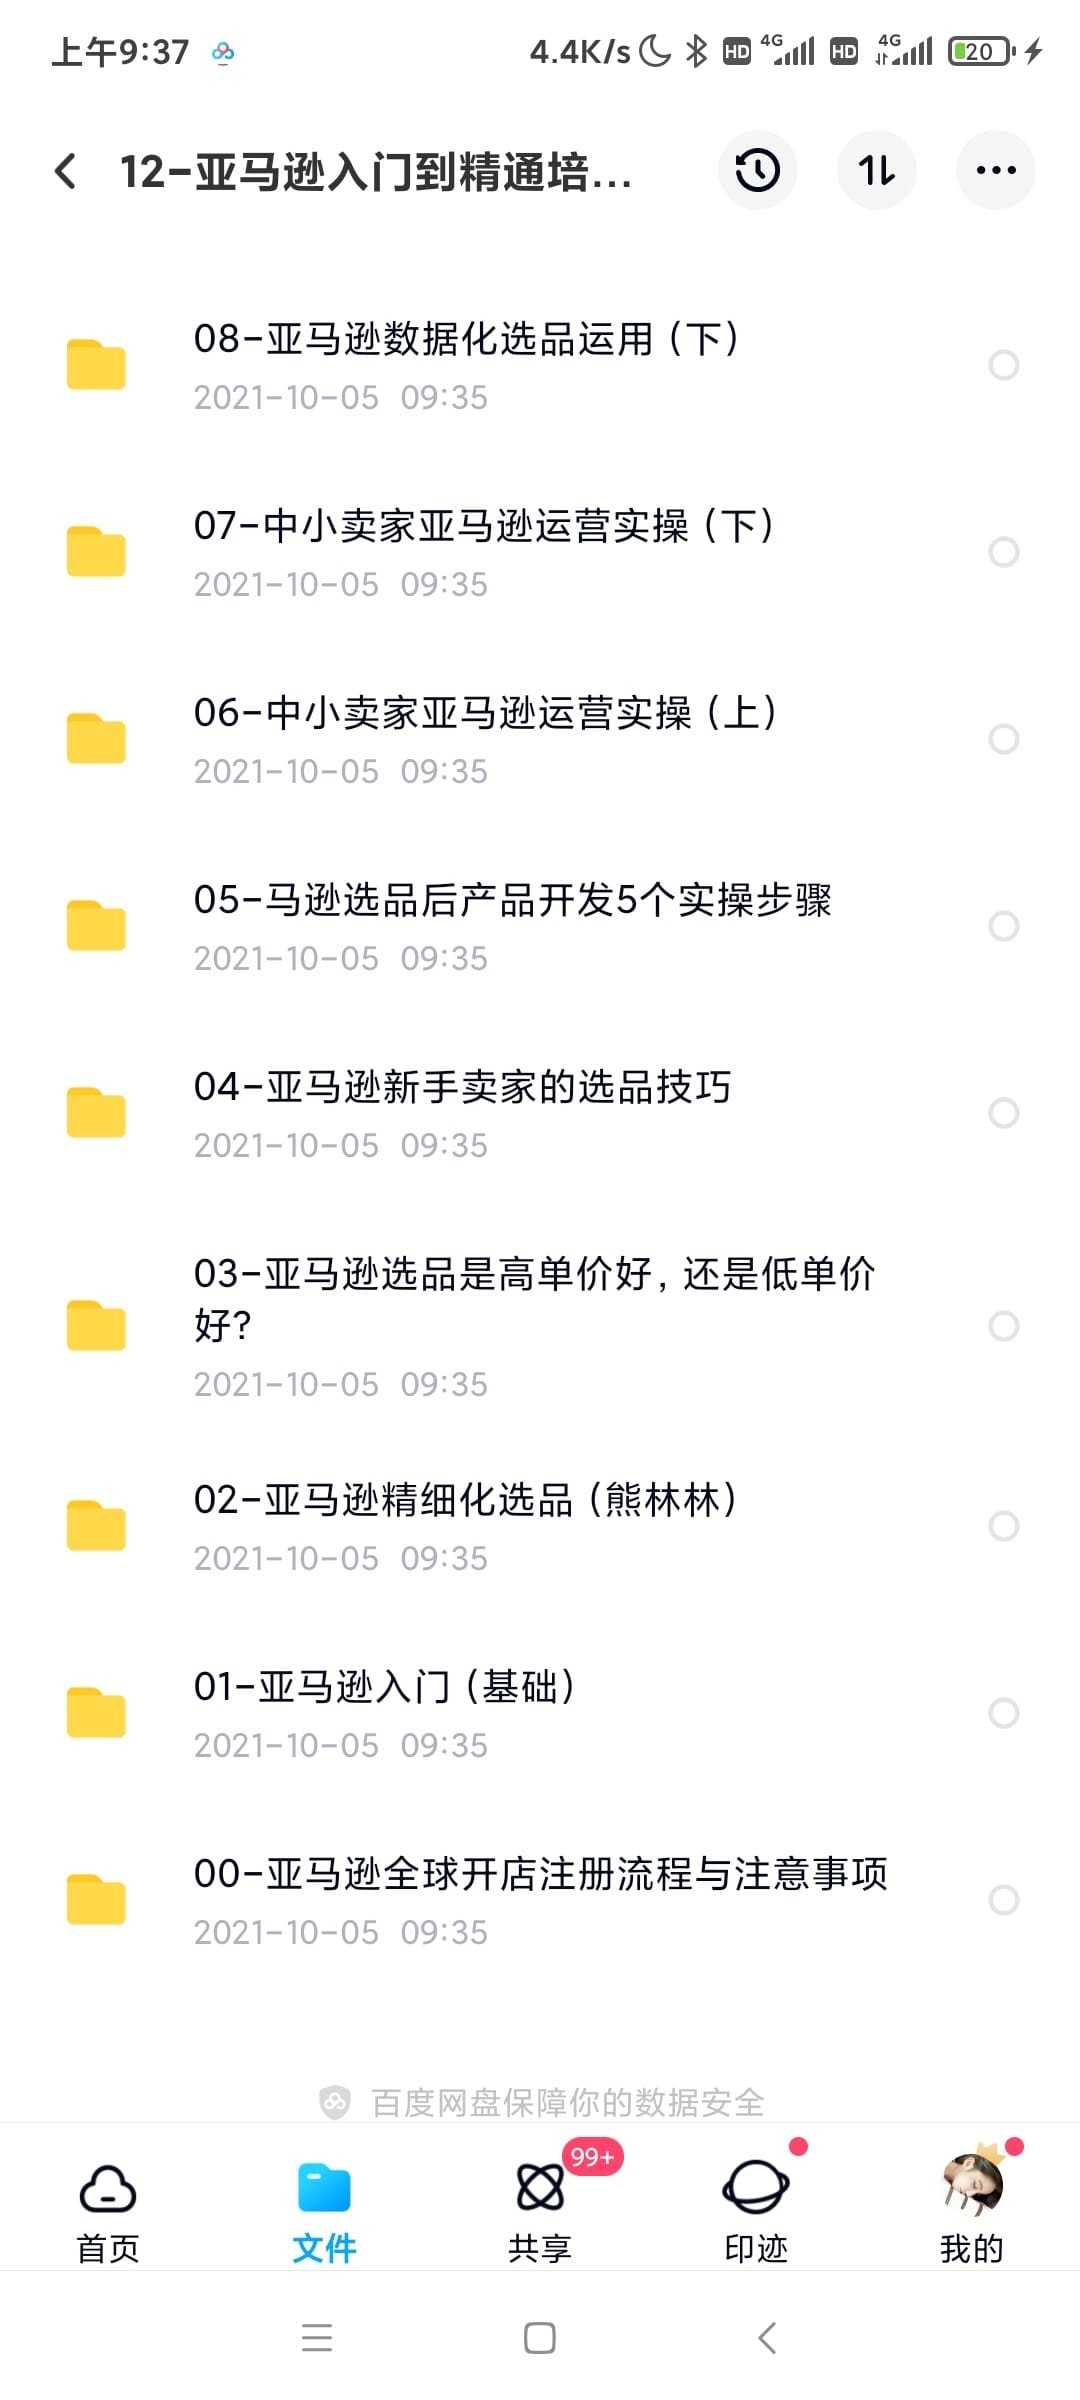 上午9:37
4.4K/s HD 4G HD 4G 20
12-亚马逊入门到精通培...
08-亚马逊数据化选品运用（下）
2021-10-05 09:35
07-中小卖家亚马逊运营实操（下）
2021-10-05 09:35
06-中小卖家亚马逊运营实操（上）
2021-10-05 09:35
05-马逊选品后产品开发5个实操步骤
2021-10-05 09:35
04-亚马逊新手卖家的选品技巧
2021-10-05 09:35
03-亚马逊选品是高单价好，还是低单价
好？
2021-10-05 09:35
02-亚马逊精细化选品（熊林林）
2021-10-05 09:35
01-亚马逊入门（基础）
2021-10-05 09:35
00-亚马逊全球开店注册流程与注意事项
2021-10-05 09:35
百度网盘保障你的数据安全
99+
首页 文件 共享 印迹 我的